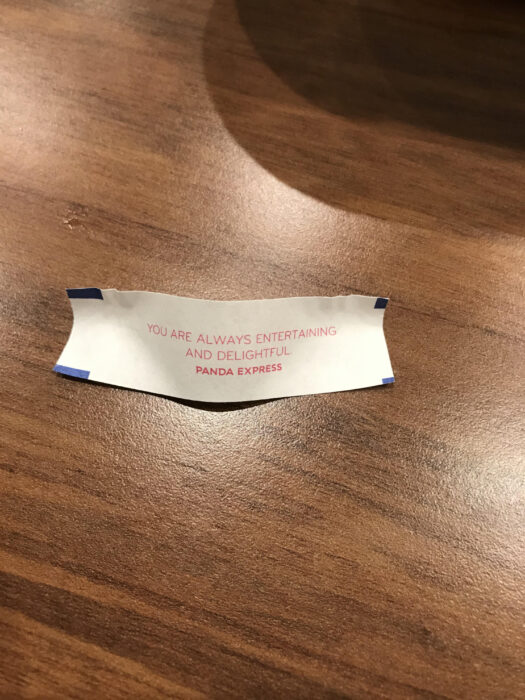 YOU ARE ALWAYS ENTERTAINING
AND DELIGHTFUL
PANDA EXPRESS